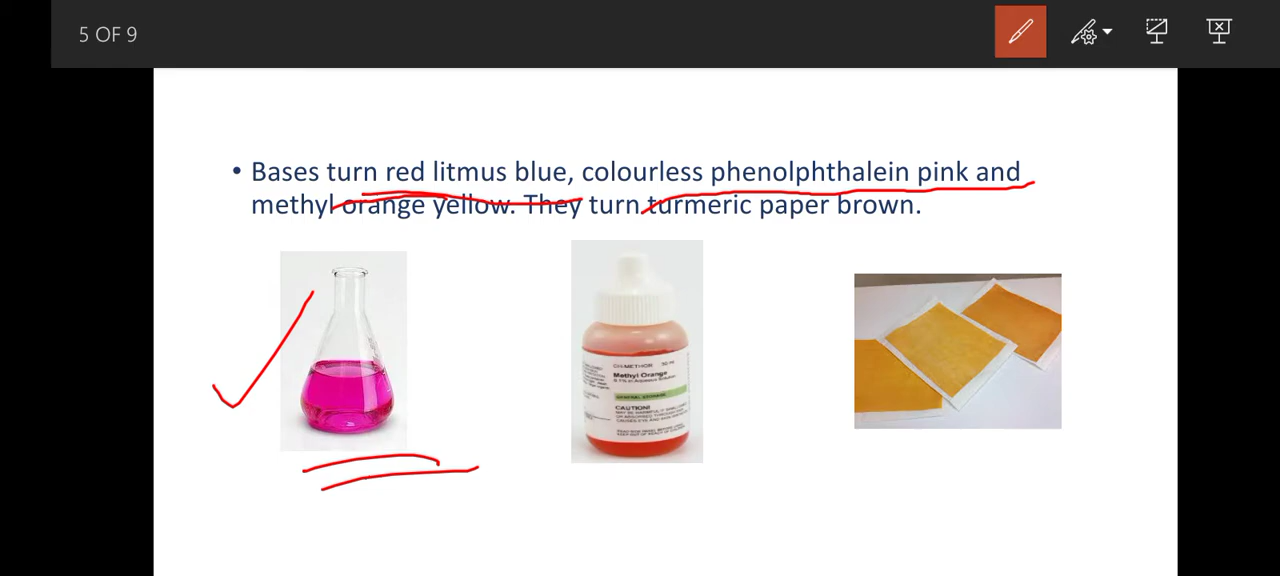 5 OF 9
• Bases turn red litmus blue, colourless phenolphthalein pink and
methyl orange yellow. They turn turmeric paper brown.
Methyl Orange
CAUTION!